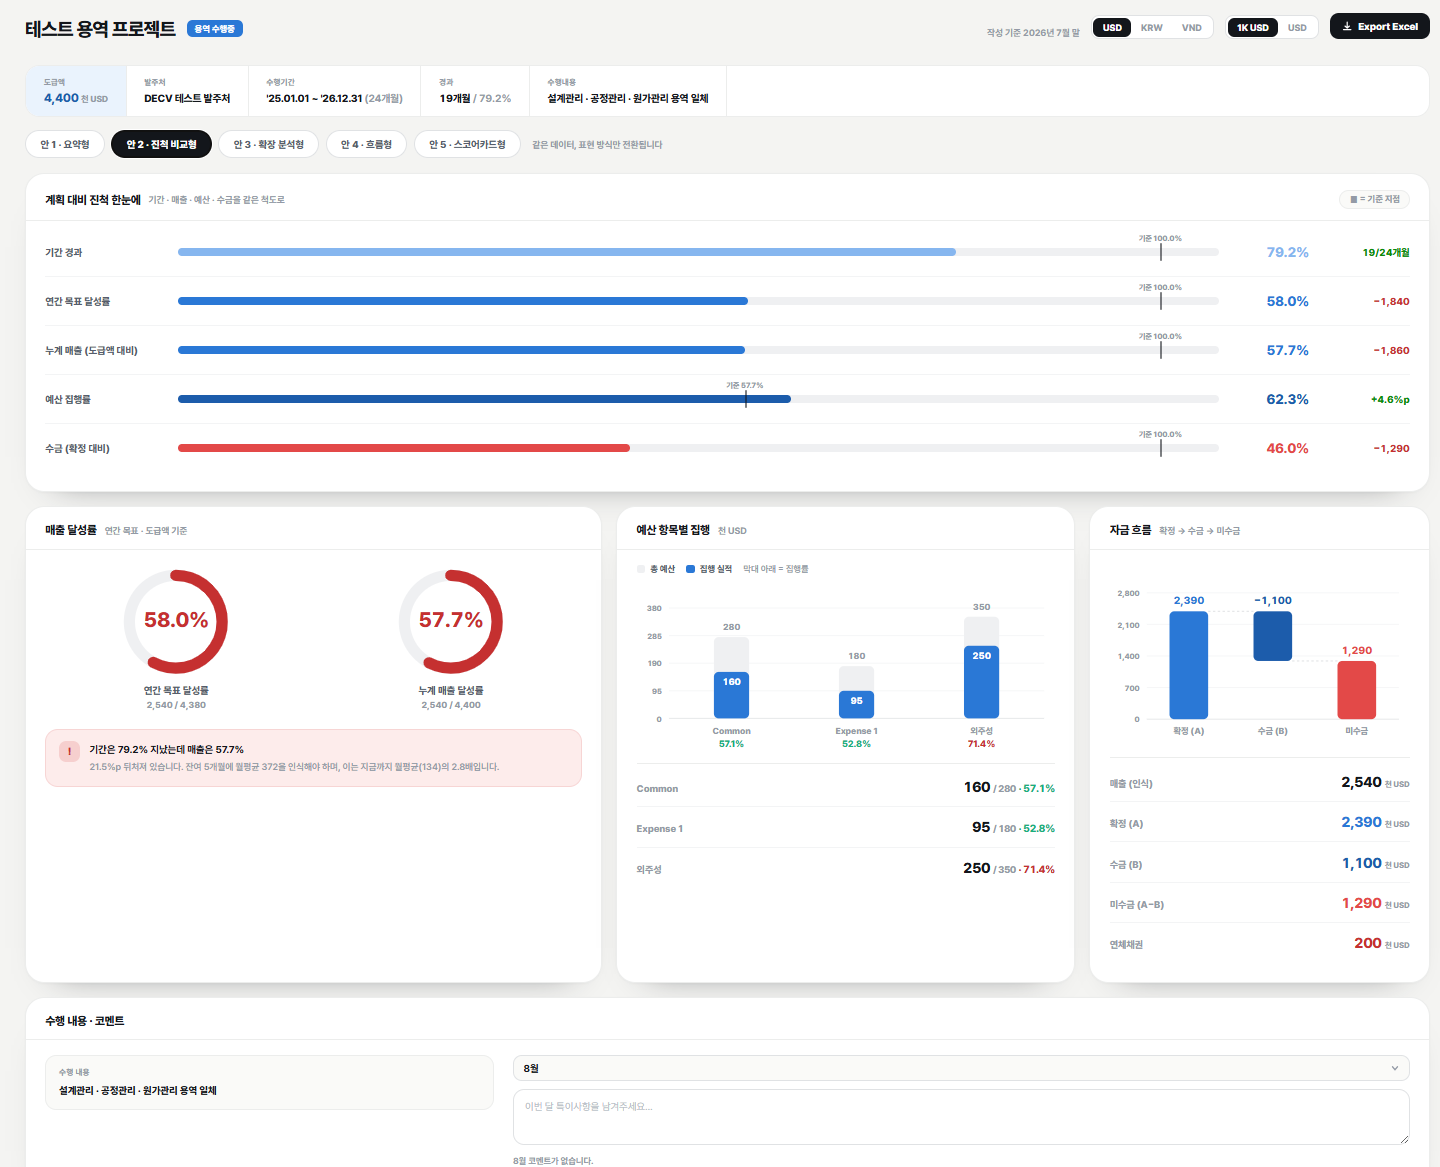 테스트 용역 프로젝트 용역 수행중
작성 기준 2026년 7월 말 USD KRW VND 1K USD USD Export Excel
도급액 발주처 수행기간 경과 수행내용
4,400 천 USD DECV 테스트 발주처 '25.01.01 ~ '26.12.31 (24개월) 19개월 / 79.2% 설계관리 · 공정관리 · 원가관리 용역 일체
안 1 · 요약형 안 2 · 진척 비교형 안 3 · 확장 분석형 안 4 · 흐름형 안 5 · 스코어카드형 같은 데이터, 표현 방식만 전환됩니다
계획 대비 진척 한눈에 기간 · 매출 · 예산 · 수금을 같은 척도로 = 기준 지점
기준 100.0%
기간 경과 79.2% 19/24개월
기준 100.0%
연간 목표 달성률 58.0% −1,840
기준 100.0%
누계 매출 (도급액 대비) 57.7% −1,860
기준 57.7%
예산 집행률 62.3% +4.6%p
기준 100.0%
수금 (확정 대비) 46.0% −1,290
매출 달성률 연간 목표 · 도급액 기준
58.0% 57.7%
연간 목표 달성률 누계 매출 달성률
2,540 / 4,380 2,540 / 4,400
! 기간은 79.2% 지났는데 매출은 57.7%
21.5%p 뒤처져 있습니다. 잔여 5개월에 월평균 372을 인식해야 하며, 이는 지금까지 월평균(134)의 2.8배입니다.
예산 항목별 집행 천 USD
총 예산 집행 실적 막대 아래 = 집행률
380
285
190
95
0
280 180 350
160 95 250
Common Expense 1 외주성
57.1% 52.8% 71.4%
Common 160 / 280 · 57.1%
Expense 1 95 / 180 · 52.8%
외주성 250 / 350 · 71.4%
자금 흐름 확정 → 수금 → 미수금
2,800
2,100
1,400
700
0
2,390 −1,100 1,290
확정 (A) 수금 (B) 미수금
매출 (인식) 2,540 천 USD
확정 (A) 2,390 천 USD
수금 (B) 1,100 천 USD
미수금 (A−B) 1,290 천 USD
연체채권 200 천 USD
수행 내용 · 코멘트
수행 내용
설계관리 · 공정관리 · 원가관리 용역 일체
8월
이번 달 특이사항을 남겨주세요...
8월 코멘트가 없습니다.